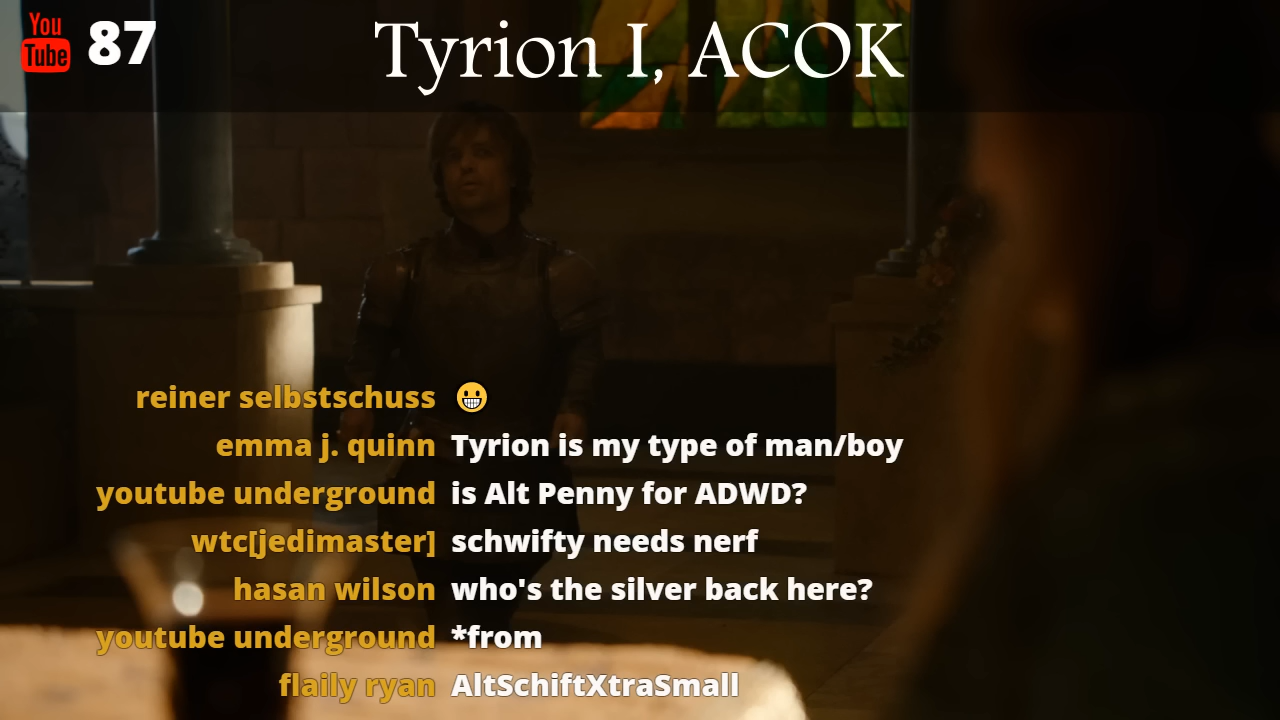 You
Tube
87
Tyrion I, ACOK
reiner selbstschuss 😀
emma j. quinn Tyrion is my type of man/boy
youtube underground is Alt Penny for ADWD?
wtc[jedimaster] schwifty needs nerf
hasan wilson who's the silver back here?
youtube underground *from
flaily ryan AltSchiftXtraSmall